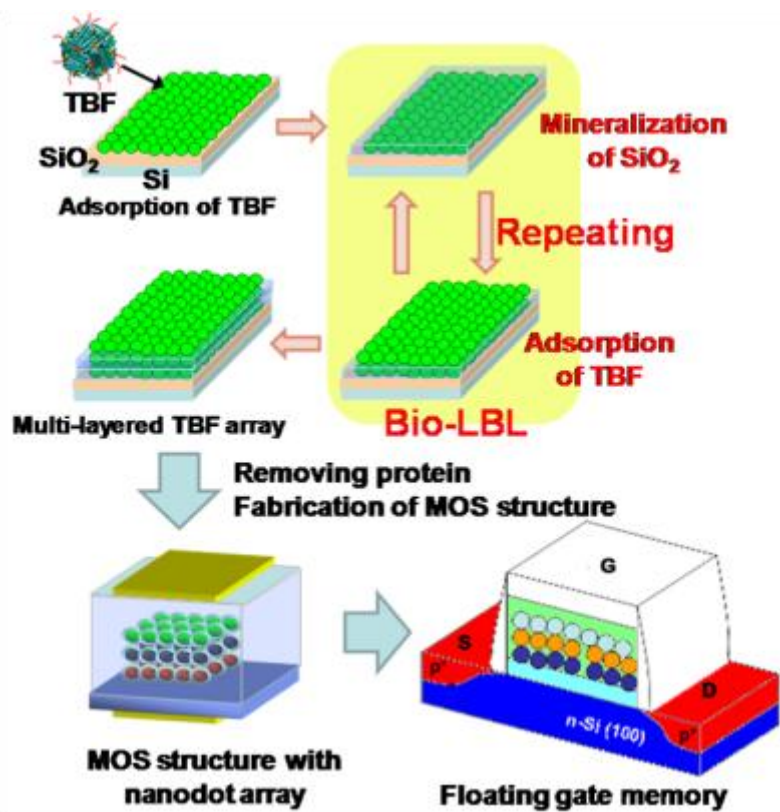 TBF
SiO₂
Si
Adsorption of TBF
Mineralization
of SiO₂
Repeating
Adsorption
of TBF
Bio-LBL
Multi-layered TBF array
Removing protein
Fabrication of MOS structure
MOS structure with
nanodot array
G
S
D
p⁺
p⁺
n-Si (100)
Floating gate memory